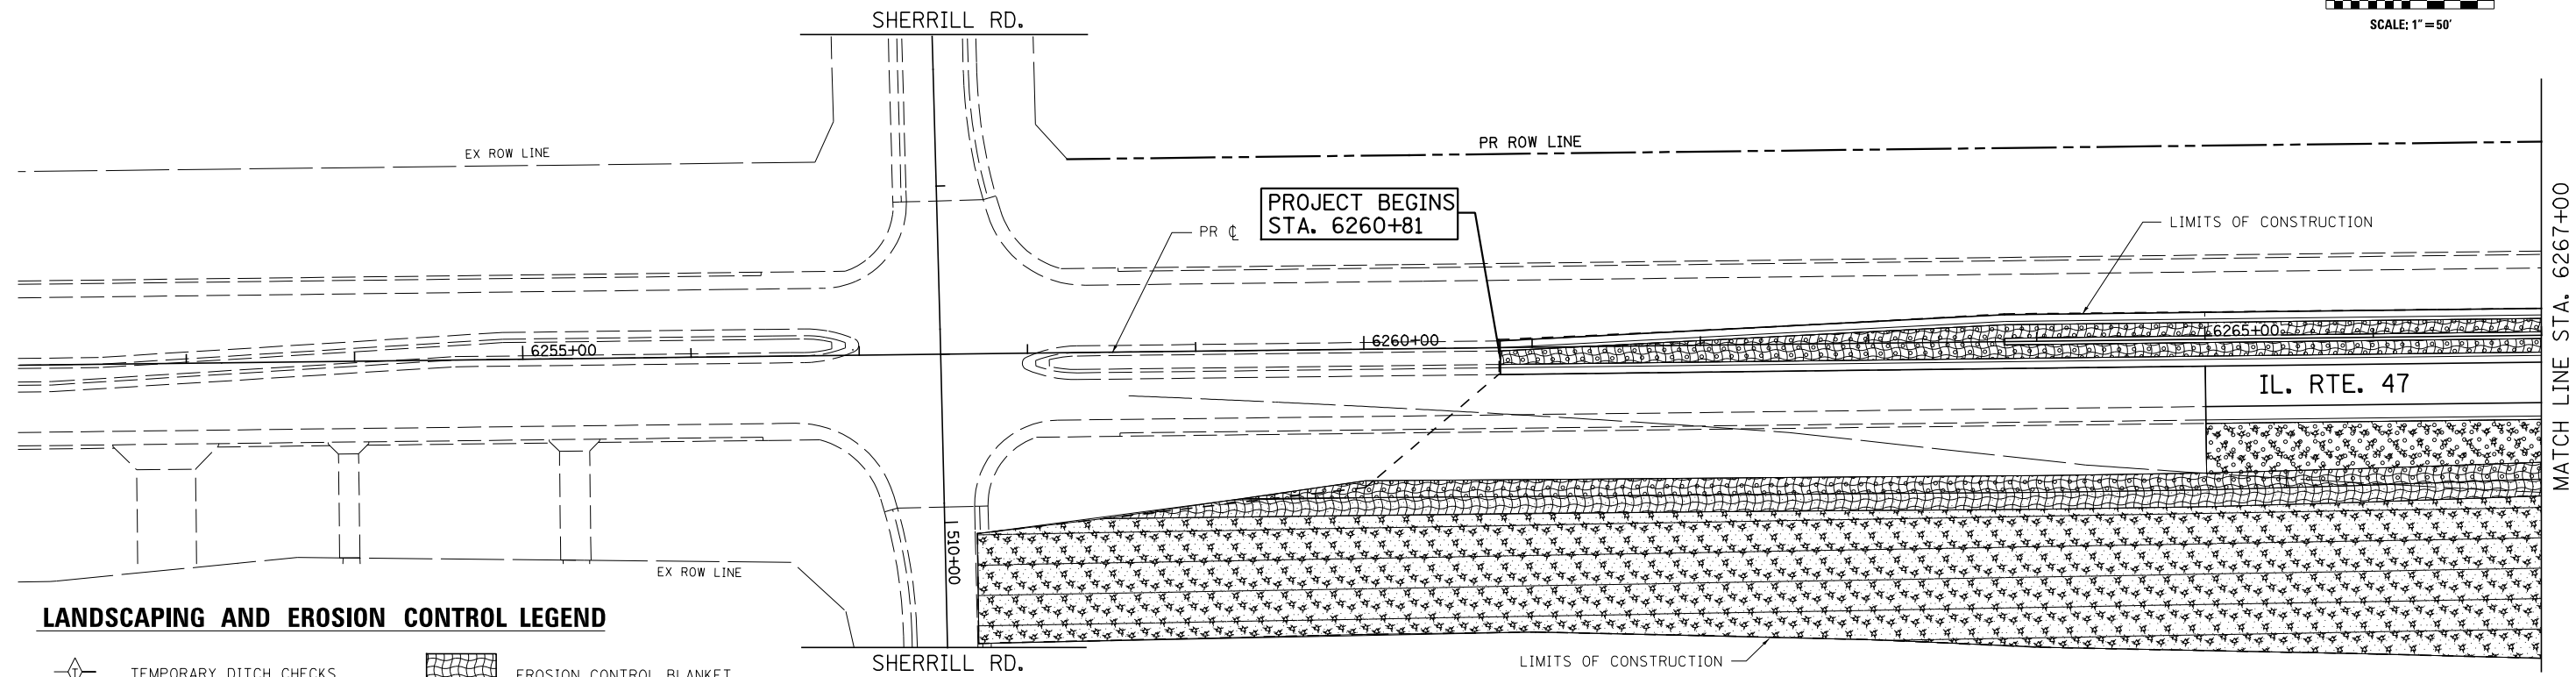 SHERRILL RD.
SCALE: 1"=50'
EX ROW LINE
PR ROW LINE
PROJECT BEGINS
STA. 6260+81
PR ℄
LIMITS OF CONSTRUCTION
6255+00
6260+00
6265+00
IL. RTE. 47
MATCH LINE STA. 6267+00
510+00
EX ROW LINE
LANDSCAPING AND EROSION CONTROL LEGEND
SHERRILL RD.
LIMITS OF CONSTRUCTION
T
TEMPORARY DITCH CHECKS
EROSION CONTROL BLANKET